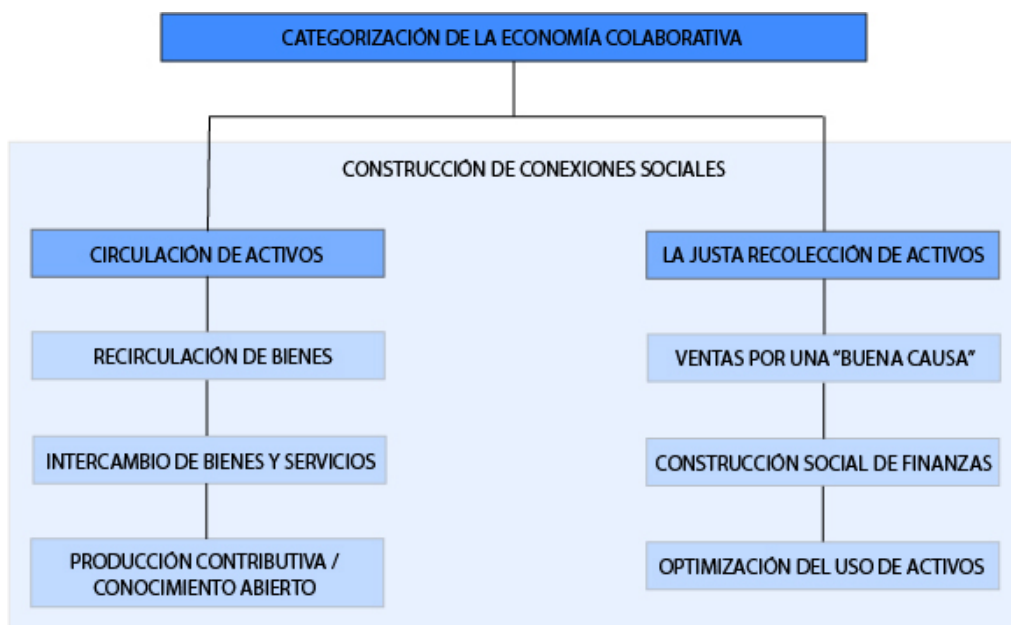 CATEGORIZACIÓN DE LA ECONOMÍA COLABORATIVA
CONSTRUCCIÓN DE CONEXIONES SOCIALES
CIRCULACIÓN DE ACTIVOS
RECIRCULACIÓN DE BIENES
INTERCAMBIO DE BIENES Y SERVICIOS
PRODUCCIÓN CONTRIBUTIVA /
CONOCIMIENTO ABIERTO
LA JUSTA RECOLECCIÓN DE ACTIVOS
VENTAS POR UNA “BUENA CAUSA”
CONSTRUCCIÓN SOCIAL DE FINANZAS
OPTIMIZACIÓN DEL USO DE ACTIVOS